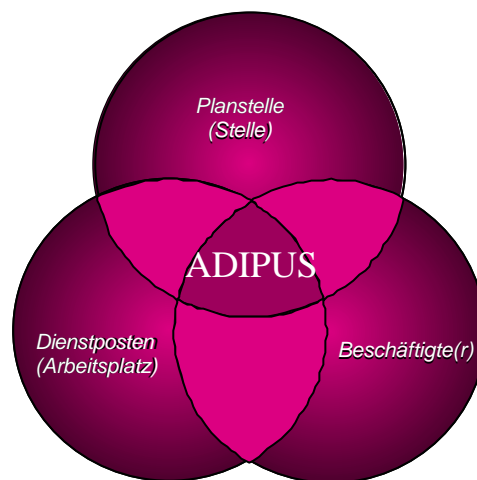 Planstelle
(Stelle)
ADIPUS
Dienstposten
(Arbeitsplatz)
Beschäftigte(r)